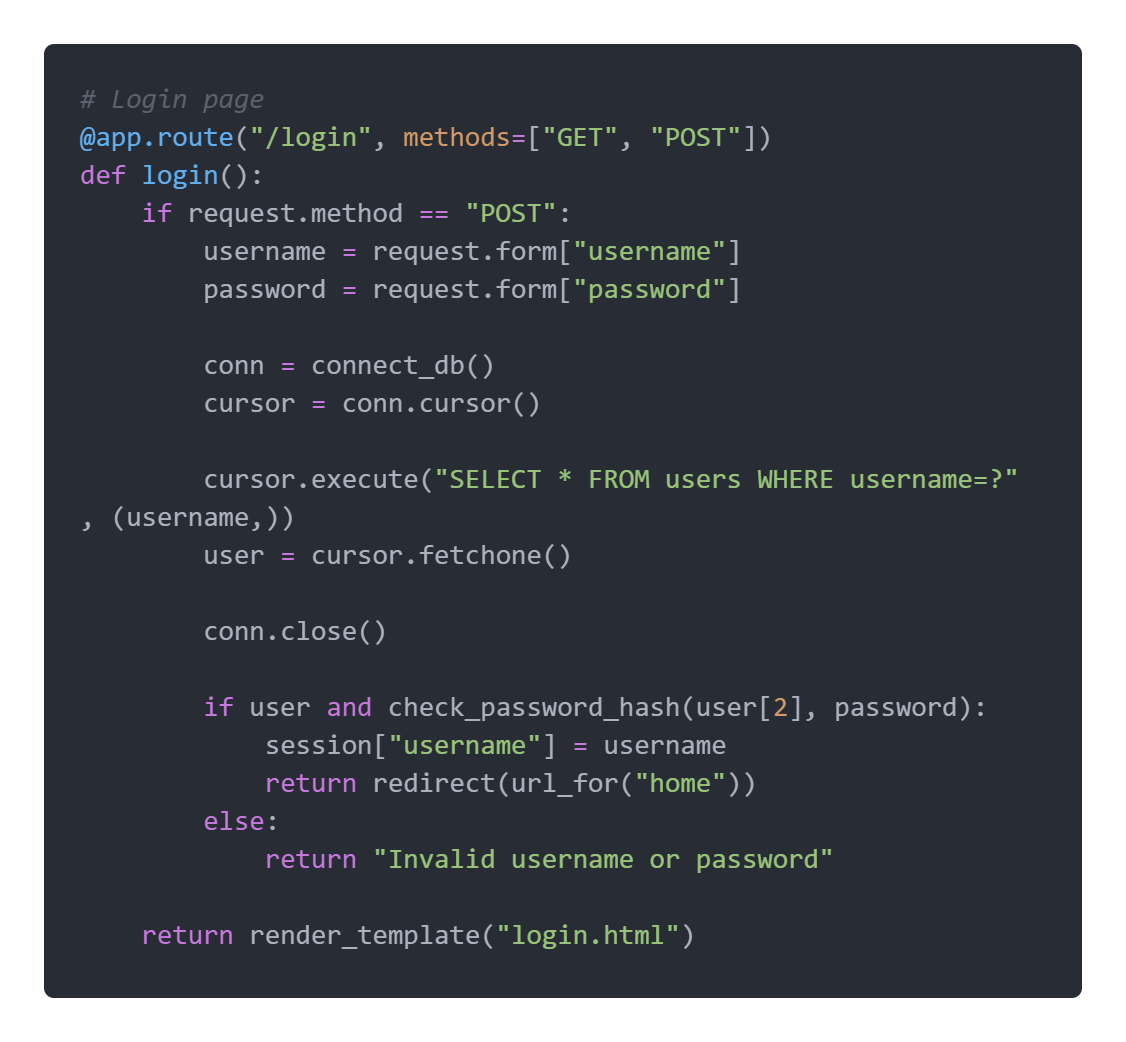 # Login page
@app.route("/login", methods=["GET", "POST"])
def login():
    if request.method == "POST":
        username = request.form["username"]
        password = request.form["password"]

        conn = connect_db()
        cursor = conn.cursor()

        cursor.execute("SELECT * FROM users WHERE username=?"
, (username,))
        user = cursor.fetchone()

        conn.close()

        if user and check_password_hash(user[2], password):
            session["username"] = username
            return redirect(url_for("home"))
        else:
            return "Invalid username or password"

    return render_template("login.html")